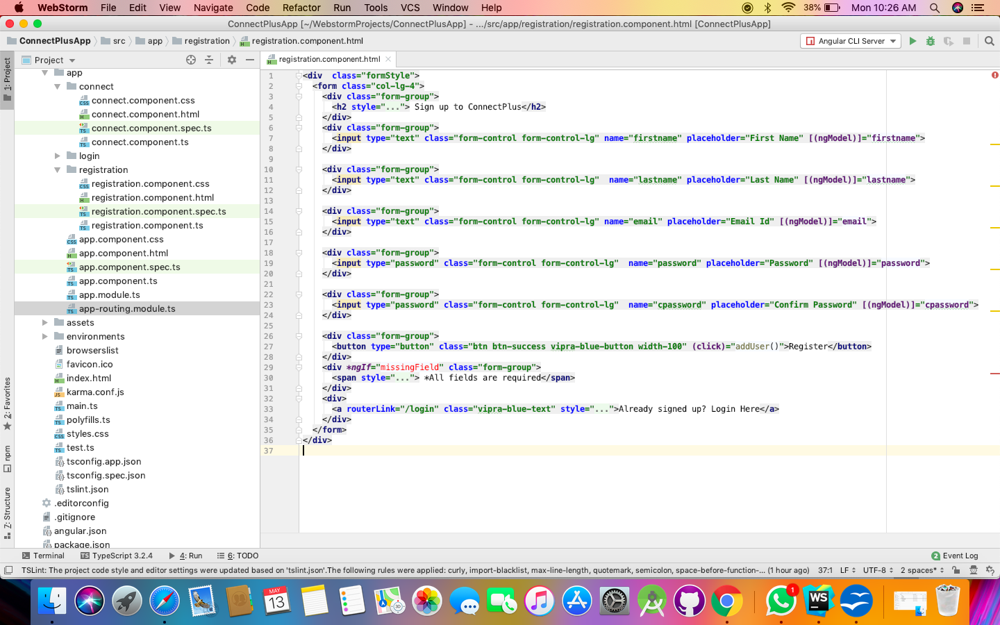 WebStorm File Edit View Navigate Code Refactor Run Tools VCS Window Help 38% Mon 10:26 AM
ConnectPlusApp [~/WebstormProjects/ConnectPlusApp] - .../src/app/registration/registration.component.html [ConnectPlusApp]
ConnectPlusApp src app registration registration.component.html Angular CLI Server
Project
registration.component.html
1: Project
2: Favorites
npm
Z: Structure
app
connect
connect.component.css
connect.component.html
connect.component.spec.ts
connect.component.ts
login
registration
registration.component.css
registration.component.html
registration.component.spec.ts
registration.component.ts
app.component.css
app.component.html
app.component.spec.ts
app.component.ts
app.module.ts
app-routing.module.ts
assets
environments
browserslist
favicon.ico
index.html
karma.conf.js
main.ts
polyfills.ts
styles.css
test.ts
tsconfig.app.json
tsconfig.spec.json
tslint.json
.editorconfig
.gitignore
angular.json
package.json
1 <div  class="formStyle">
2 <form class="col-lg-4">
3 <div class="form-group">
4 <h2 style="..."> Sign up to ConnectPlus</h2>
5 </div>
6 <div class="form-group">
7 <input type="text" class="form-control form-control-lg" name="firstname" placeholder="First Name" [(ngModel)]="firstname">
8 </div>
9
10 <div class="form-group">
11 <input type="text" class="form-control form-control-lg"  name="lastname" placeholder="Last Name" [(ngModel)]="lastname">
12 </div>
13
14 <div class="form-group">
15 <input type="text" class="form-control form-control-lg" name="email" placeholder="Email Id" [(ngModel)]="email">
16 </div>
17
18 <div class="form-group">
19 <input type="password" class="form-control form-control-lg"  name="password" placeholder="Password" [(ngModel)]="password">
20 </div>
21
22 <div class="form-group">
23 <input type="password" class="form-control form-control-lg"  name="cpassword" placeholder="Confirm Password" [(ngModel)]="cpassword">
24 </div>
25
26 <div class="form-group">
27 <button type="button" class="btn btn-success vipra-blue-button width-100" (click)="addUser()">Register</button>
28 </div>
29 <div *ngIf="missingField" class="form-group">
30 <span style="..."> *All fields are required</span>
31 </div>
32 <div>
33 <a routerLink="/login" class="vipra-blue-text" style="...">Already signed up? Login Here</a>
34 </div>
35 </form>
36 </div>
37
Terminal TypeScript 3.2.4 4: Run 6: TODO 2 Event Log
TSLint: The project code style and editor settings were updated based on 'tslint.json'.The following rules were applied: curly, import-blacklist, max-line-length, quotemark, semicolon, space-before-function-... (1 hour ago) 37:1 LF UTF-8 2 spaces*
MAY
13
3D
1
WS